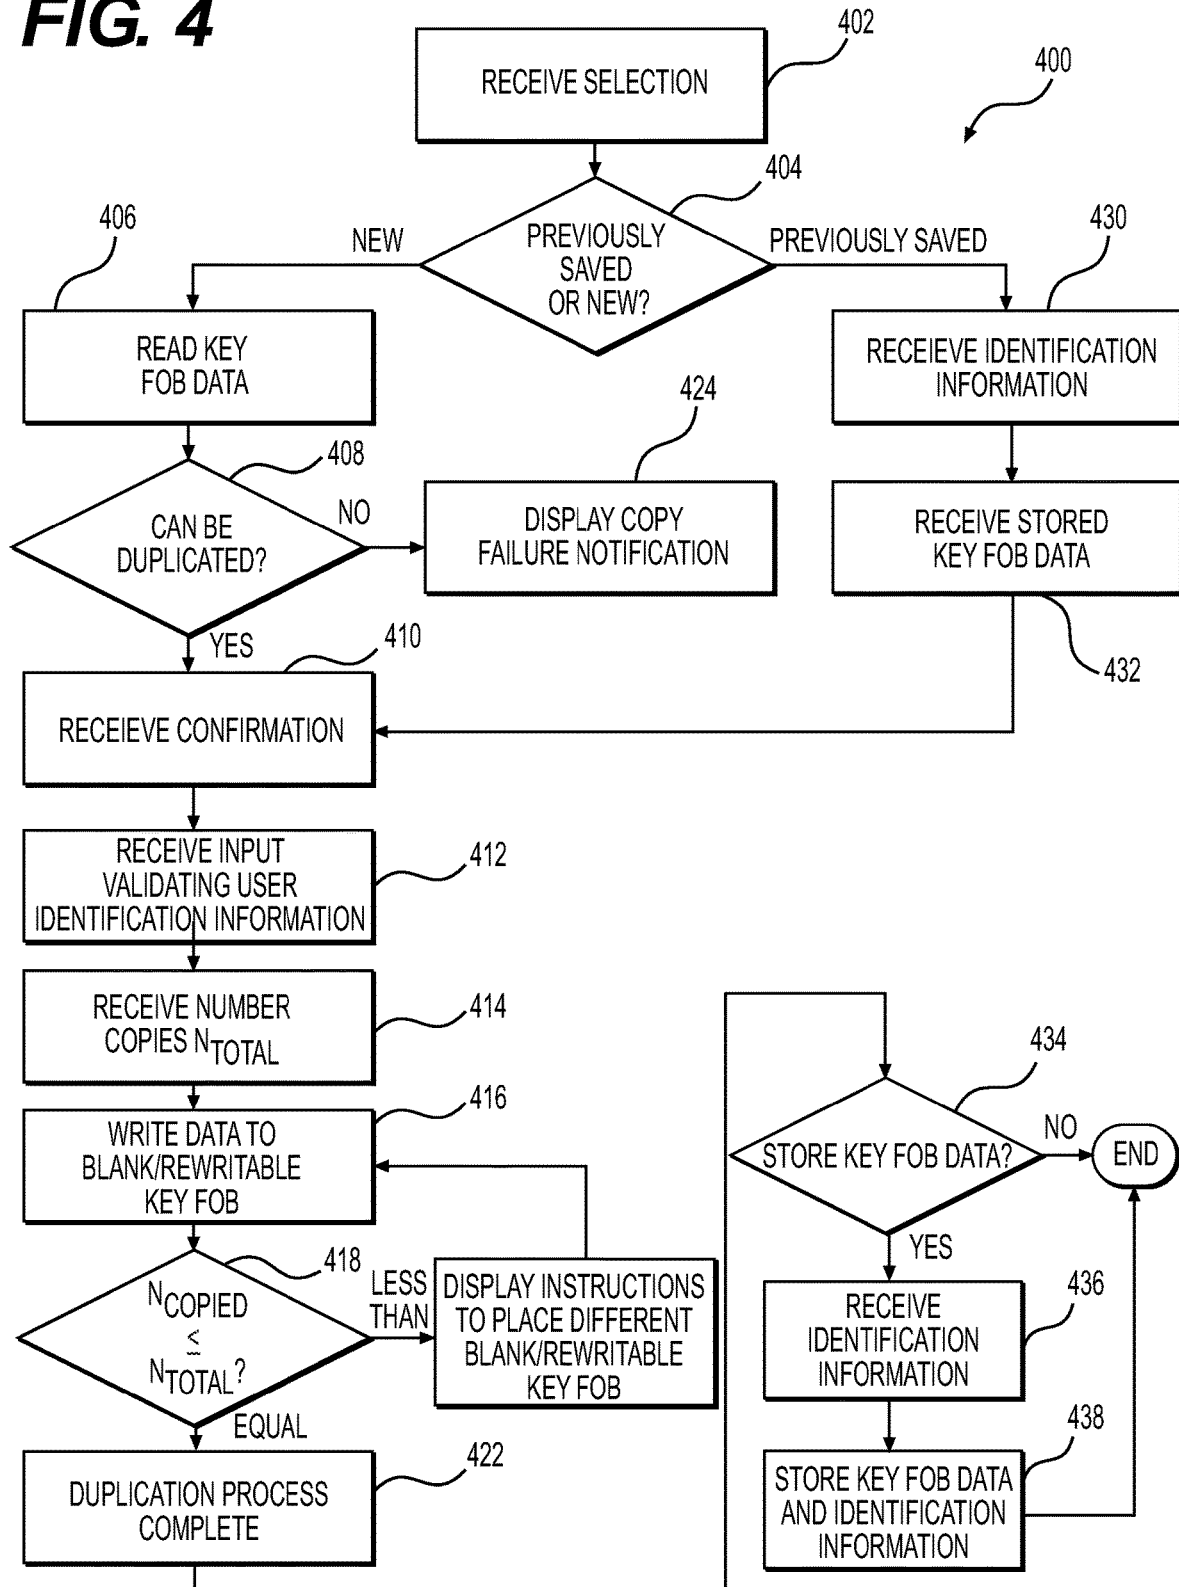 FIG. 4
402
RECEIVE SELECTION
400
404
PREVIOUSLY
SAVED
OR NEW?
NEW
PREVIOUSLY SAVED
406
READ KEY
FOB DATA
430
RECEIEVE IDENTIFICATION
INFORMATION
408
CAN BE
DUPLICATED?
NO
424
DISPLAY COPY
FAILURE NOTIFICATION
RECEIVE STORED
KEY FOB DATA
432
YES
410
RECEIEVE CONFIRMATION
RECEIVE INPUT
VALIDATING USER
IDENTIFICATION INFORMATION
412
RECEIVE NUMBER
COPIES NTOTAL
414
WRITE DATA TO
BLANK/REWRITABLE
KEY FOB
416
418
NCOPIED
≤
NTOTAL?
LESS
THAN
DISPLAY INSTRUCTIONS
TO PLACE DIFFERENT
BLANK/REWRITABLE
KEY FOB
EQUAL
DUPLICATION PROCESS
COMPLETE
422
434
STORE KEY FOB DATA?
NO
END
YES
RECEIVE
IDENTIFICATION
INFORMATION
436
STORE KEY FOB DATA
AND IDENTIFICATION
INFORMATION
438